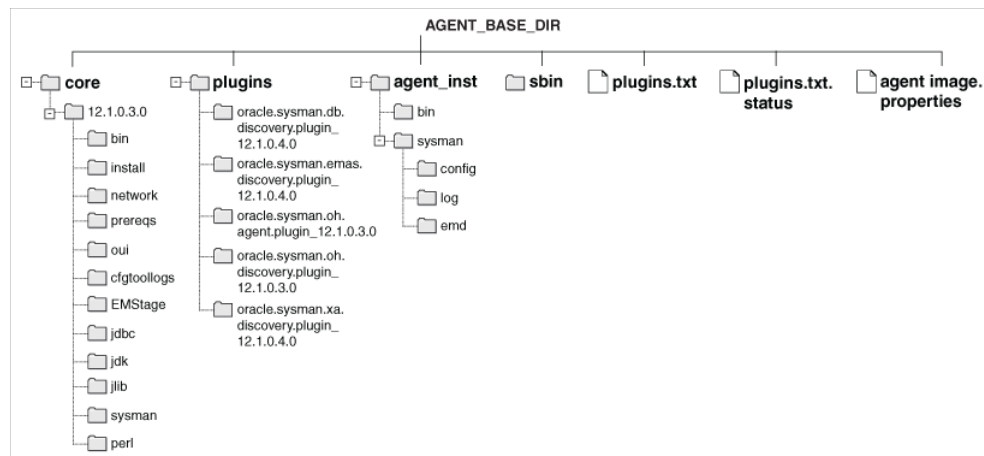 AGENT_BASE_DIR
core
12.1.0.3.0
bin
install
network
prereqs
oui
cfgtoollogs
EMStage
jdbc
jdk
jlib
sysman
perl
plugins
oracle.sysman.db.
discovery.plugin_
12.1.0.4.0
oracle.sysman.emas.
discovery.plugin_
12.1.0.4.0
oracle.sysman.oh.
agent.plugin_12.1.0.3.0
oracle.sysman.oh.
discovery.plugin_
12.1.0.3.0
oracle.sysman.xa.
discovery.plugin_
12.1.0.4.0
agent_inst
bin
sysman
config
log
emd
sbin
plugins.txt
plugins.txt.
status
agent image.
properties